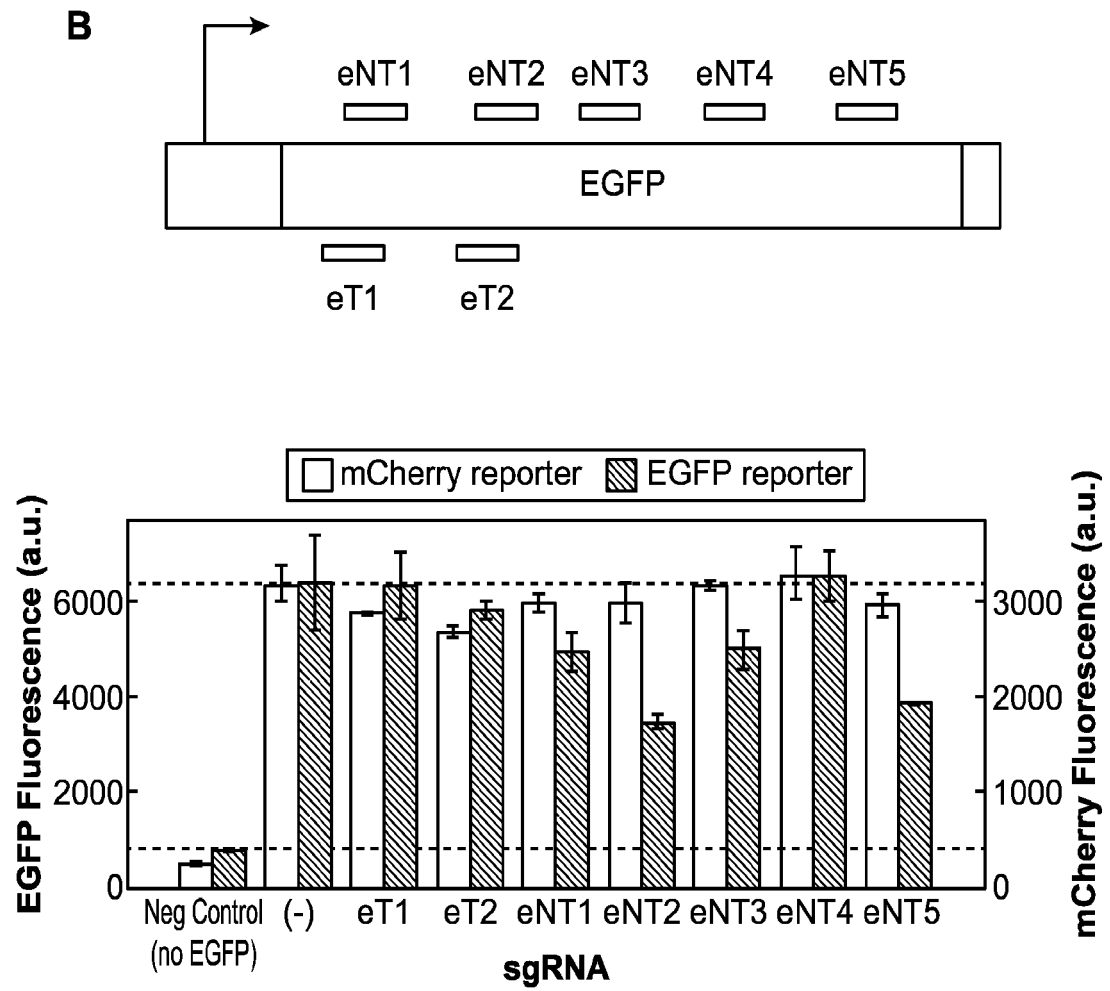 B
eNT1 eNT2 eNT3 eNT4 eNT5
EGFP
eT1 eT2
mCherry reporter EGFP reporter
EGFP Fluorescence (a.u.)
6000
4000
2000
0
mCherry Fluorescence (a.u.)
3000
2000
1000
0
Neg Control (-) eT1 eT2 eNT1 eNT2 eNT3 eNT4 eNT5
(no EGFP)
sgRNA